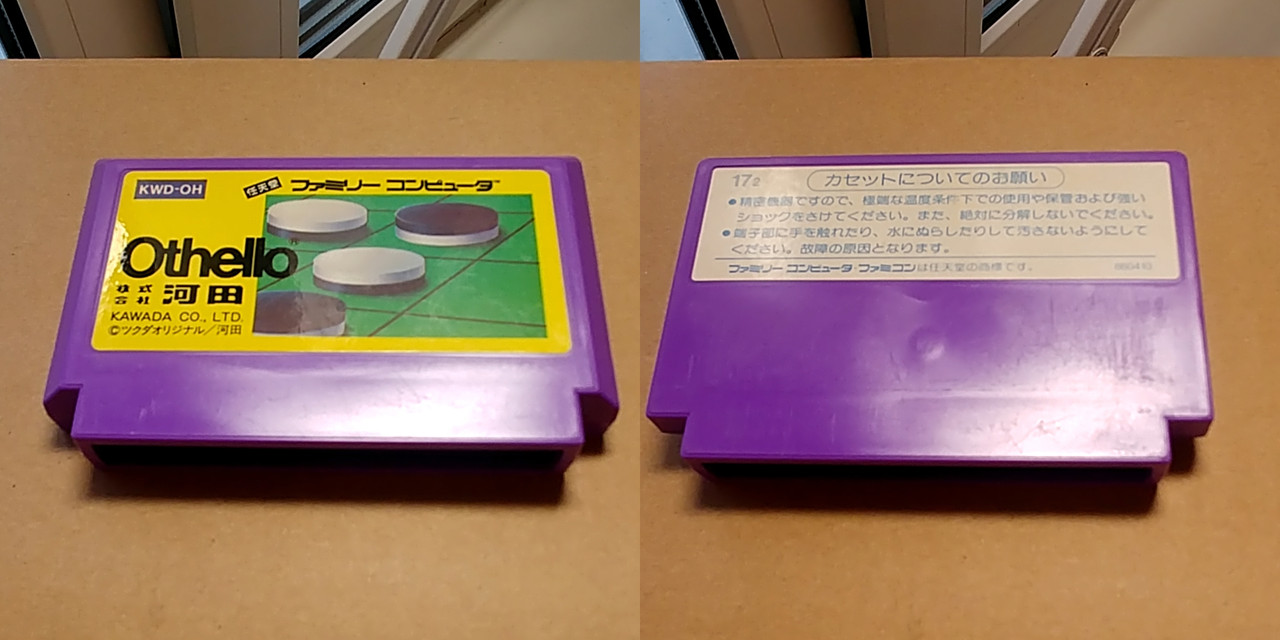 KWD-OH
任天堂 ファミリー コンピュータ™
Othello®
株式会社 河田
KAWADA CO., LTD.
©ツクダオリジナル/河田
172
カセットについてのお願い
●精密機器ですので、極端な温度条件下での使用や保管および強い
ショックをさけてください。また、絶対に分解しないでください。
●端子部に手を触れたり、水にぬらしたりして汚さないようにして
ください。故障の原因となります。
ファミリー コンピュータ・ファミコンは任天堂の商標です。